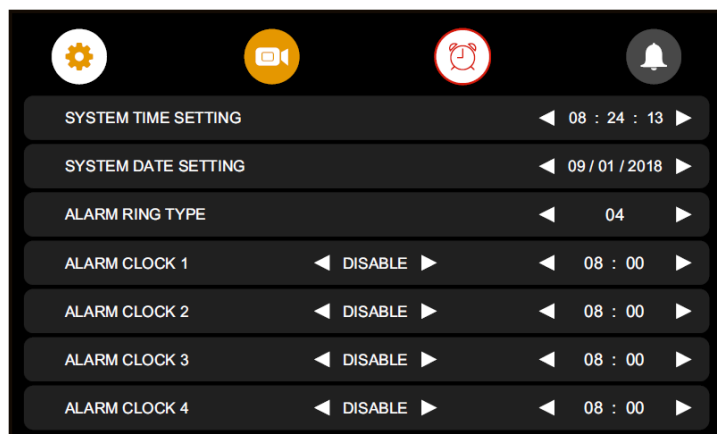 SYSTEM TIME SETTING 08 : 24 : 13
SYSTEM DATE SETTING 09 / 01 / 2018
ALARM RING TYPE 04
ALARM CLOCK 1 DISABLE 08 : 00
ALARM CLOCK 2 DISABLE 08 : 00
ALARM CLOCK 3 DISABLE 08 : 00
ALARM CLOCK 4 DISABLE 08 : 00